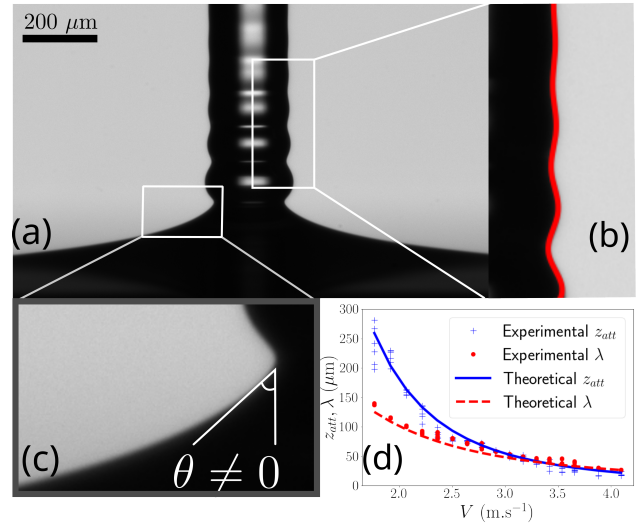 200 μm
(a)
(b)
(c)
θ ≠ 0
(d)
z_att, λ (μm)
300
250
200
150
100
50
0
Experimental z_att
Experimental λ
Theoretical z_att
Theoretical λ
2.0 2.5 3.0 3.5 4.0
V (m.s⁻¹)